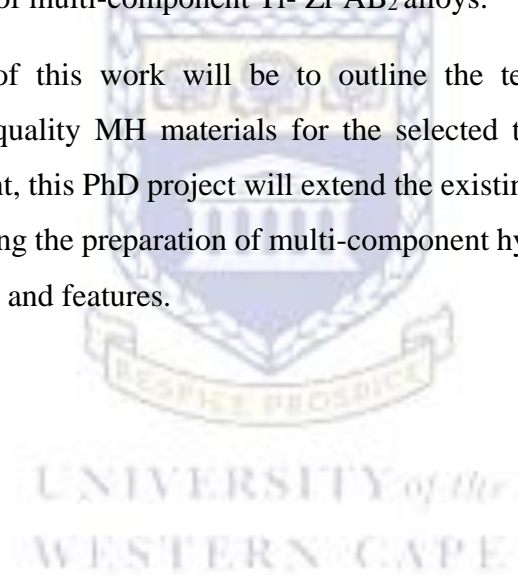 of multi-component Ti- Zr AB2 alloys.
of this work will be to outline the te
quality MH materials for the selected t
nt, this PhD project will extend the existin
ing the preparation of multi-component hy
and features.
RESPICE PROSPICE
UNIVERSITY of the
WESTERN CAPE